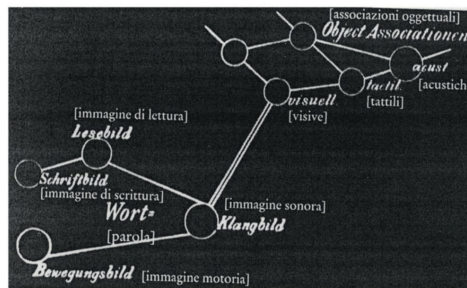 [associazioni oggettuali]
Object Associationen
acust
[acustich
tactil.
[tattili]
visuell
[visive]
[immagine di lettura]
Lesebild
Schriftbild
[immagine di scrittura]
Wort=
[parola]
[immagine sonora]
Klangbild
Bewegungsbild [immagine motoria]